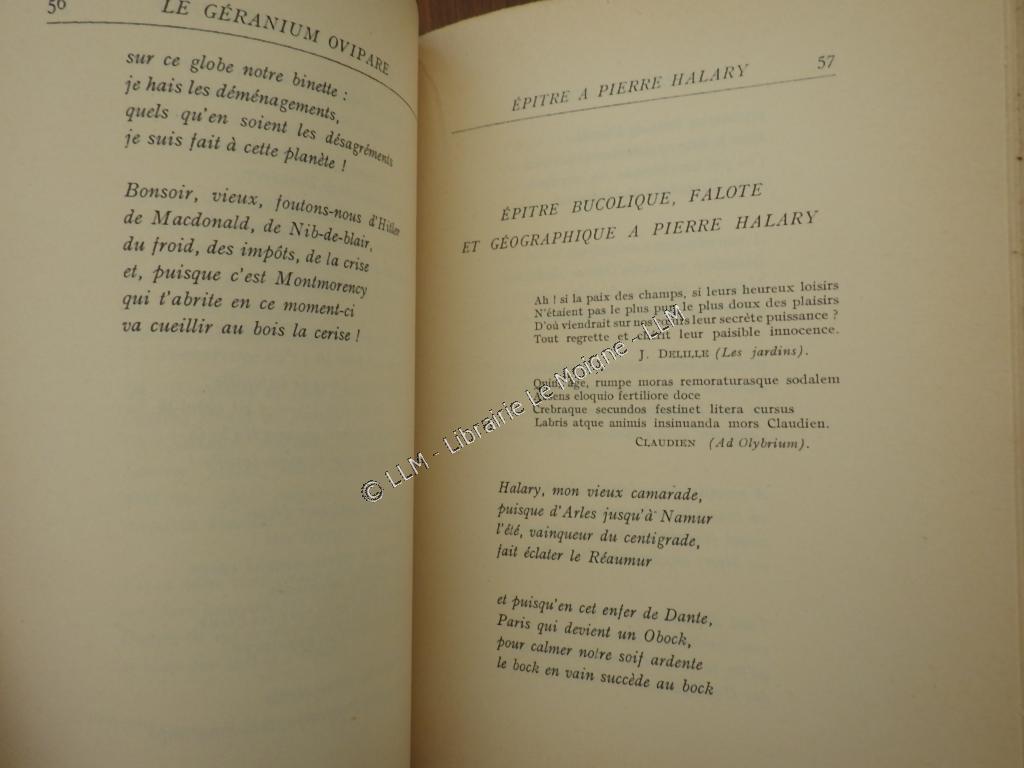 56
LE GÉRANIUM OVIPARE
sur ce globe notre binette :
je hais les déménagements,
quels qu'en soient les désagréments
je suis fait à cette planète !
Bonsoir, vieux, foutons-nous d'Hitler
de Macdonald, de Nib-de-blair,
du froid, des impôts, de la crise
et, puisque c'est Montmorency
qui t'abrite en ce moment-ci
va cueillir au bois la cerise !
ÉPITRE A PIERRE HALARY
57
ÉPITRE BUCOLIQUE, FALOTE
ET GÉOGRAPHIQUE A PIERRE HALARY
Ah ! si la paix des champs, si leurs heureux loisirs
N'étaient pas le plus pur, le plus doux des plaisirs
D'où viendrait sur nos cœurs leur secrète puissance ?
Tout regrette et chérit leur paisible innocence.
J. DELILLE (Les jardins).
Quin age, rumpe moras remoraturasque sodalem
eloquio fertiliore doce
Crebraque secundos festinet litera cursus
Labris atque animis insinuanda mors Claudien.
CLAUDIEN (Ad Olybrium).
Halary, mon vieux camarade,
puisque d'Arles jusqu'à Namur
l'été, vainqueur du centigrade,
fait éclater le Réaumur
et puisqu'en cet enfer de Dante,
Paris qui devient un Obock,
pour calmer notre soif ardente
le bock en vain succède au bock
© LLM - Librairie Le Moigne - LLM